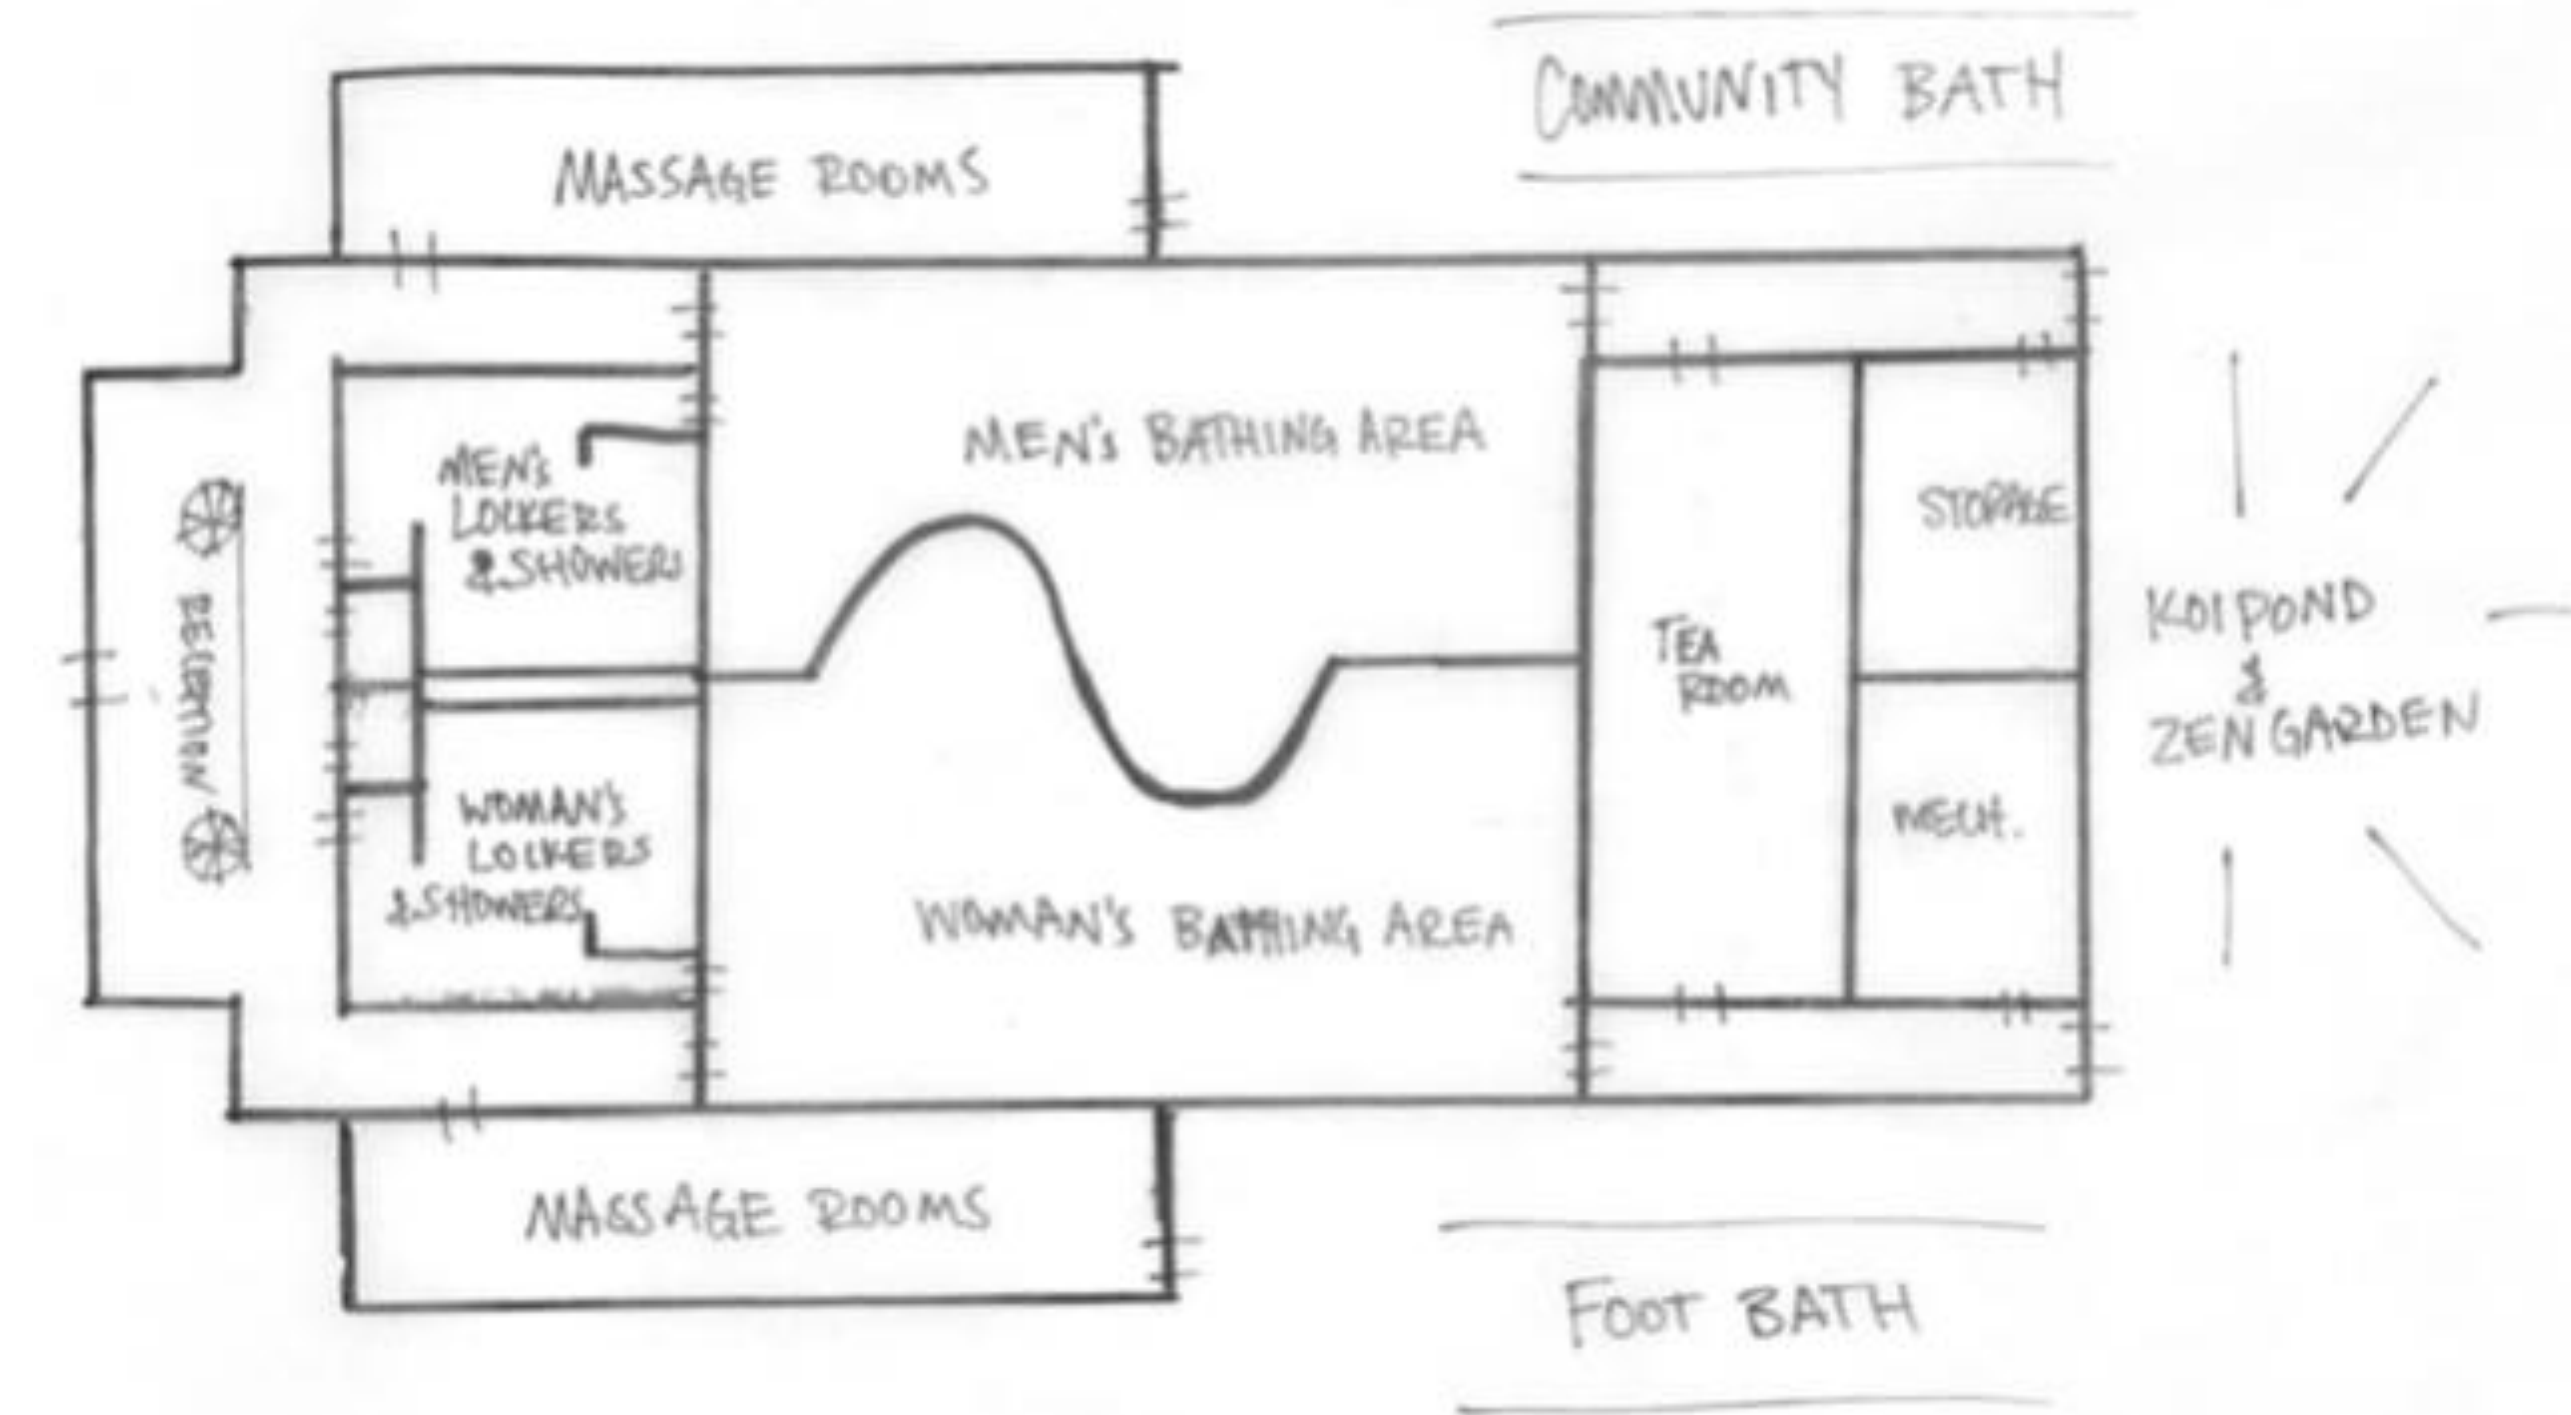 COMMUNITY BATH
MASSAGE ROOMS
MEN'S BATHING AREA
MEN'S
LOCKERS
& SHOWERS
STORAGE
RECEPTION
KOI POND
&
ZEN GARDEN
TEA
ROOM
WOMAN'S
LOCKERS
& SHOWERS
MECH.
WOMAN'S BATHING AREA
MASSAGE ROOMS
FOOT BATH